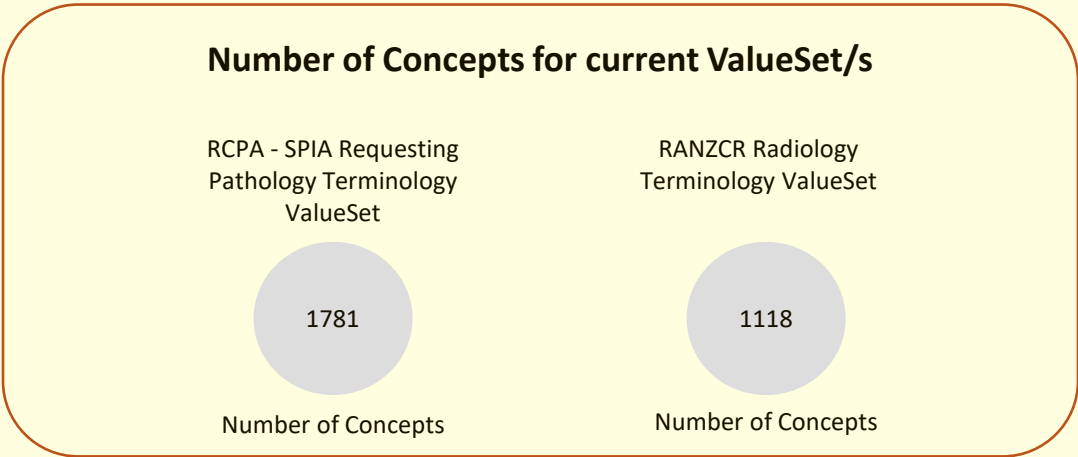 Number of Concepts for current ValueSet/s
RCPA - SPIA Requesting
Pathology Terminology
ValueSet
1781
Number of Concepts
RANZCR Radiology
Terminology ValueSet
1118
Number of Concepts